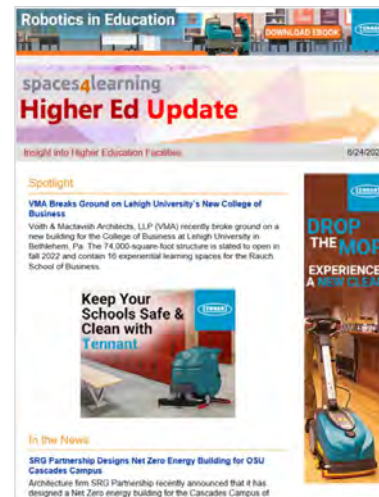 Robotics in Education
DOWNLOAD EBOOK
TENNANT
spaces4learning
Higher Ed Update
Insight into Higher Education Facilities
6/24/202
Spotlight
VMA Breaks Ground on Lehigh University's New College of
Business
Voith & Mactavish Architects, LLP (VMA) recently broke ground on a
new building for the College of Business at Lehigh University in
Bethlehem, Pa. The 74,000-square-foot structure is slated to open in
fall 2022 and contain 16 experiential learning spaces for the Rauch
School of Business.
Keep Your
Schools Safe &
Clean with
Tennant
TENNANT
TENNANT
DROP
THE MOP
EXPERIENCE
A NEW CLEAN
In the News
SRG Partnership Designs Net Zero Energy Building for OSU
Cascades Campus
Architecture firm SRG Partnership recently announced that it has
designed a Net Zero energy building for the Cascades Campus of